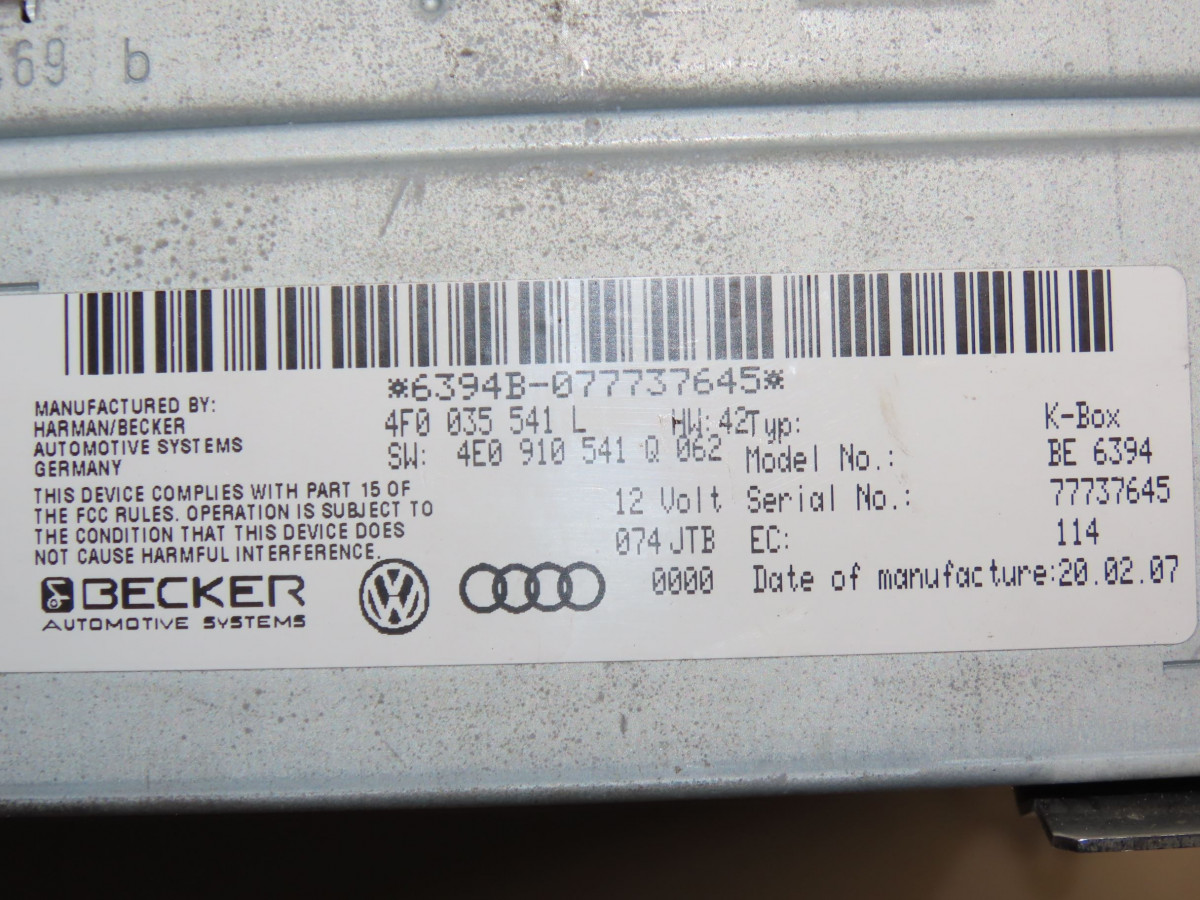 69 b
*6394B-077737645*
MANUFACTURED BY:
HARMAN/BECKER
AUTOMOTIVE SYSTEMS
GERMANY
THIS DEVICE COMPLIES WITH PART 15 OF
THE FCC RULES. OPERATION IS SUBJECT TO
THE CONDITION THAT THIS DEVICE DOES
NOT CAUSE HARMFUL INTERFERENCE.
BECKER
AUTOMOTIVE SYSTEMS
4F0 035 541 L HW:42
SW: 4E0 910 541 Q 062
12 Volt
074 JTB
0000
Typ: K-Box
Model No.: BE 6394
Serial No.: 77737645
EC: 114
Date of manufacture:20.02.07